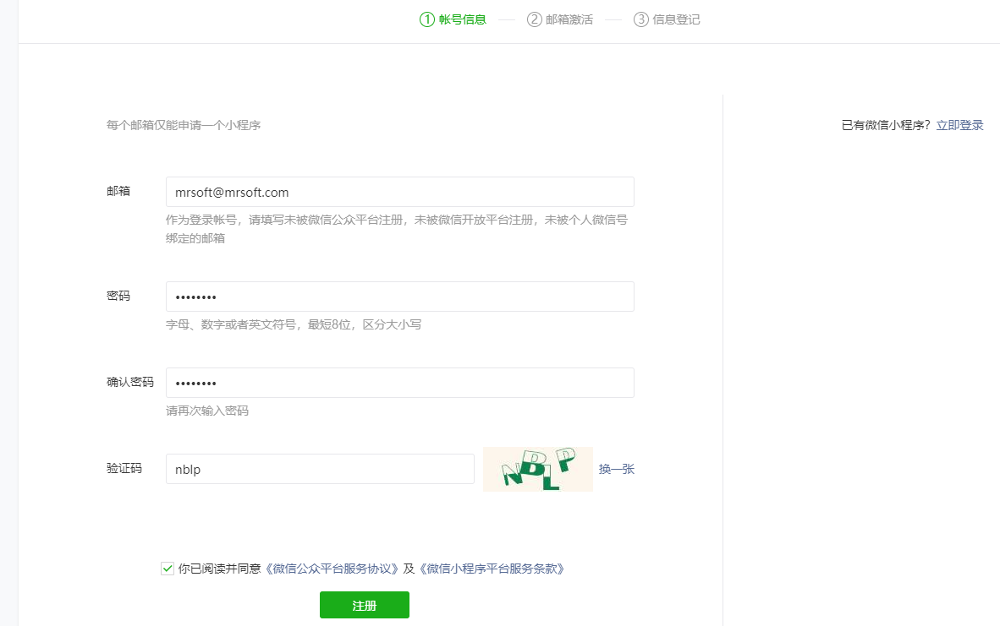 ① 帐号信息 ② 邮箱激活 ③ 信息登记
每个邮箱仅能申请一个小程序
已有微信小程序？立即登录
邮箱 mrsoft@mrsoft.com
作为登录帐号，请填写未被微信公众平台注册，未被微信开放平台注册，未被个人微信号
绑定的邮箱
密码 ••••••••
字母、数字或者英文符号，最短8位，区分大小写
确认密码 ••••••••
请再次输入密码
验证码 nblp NBLP 换一张
你已阅读并同意《微信公众平台服务协议》及《微信小程序平台服务条款》
注册